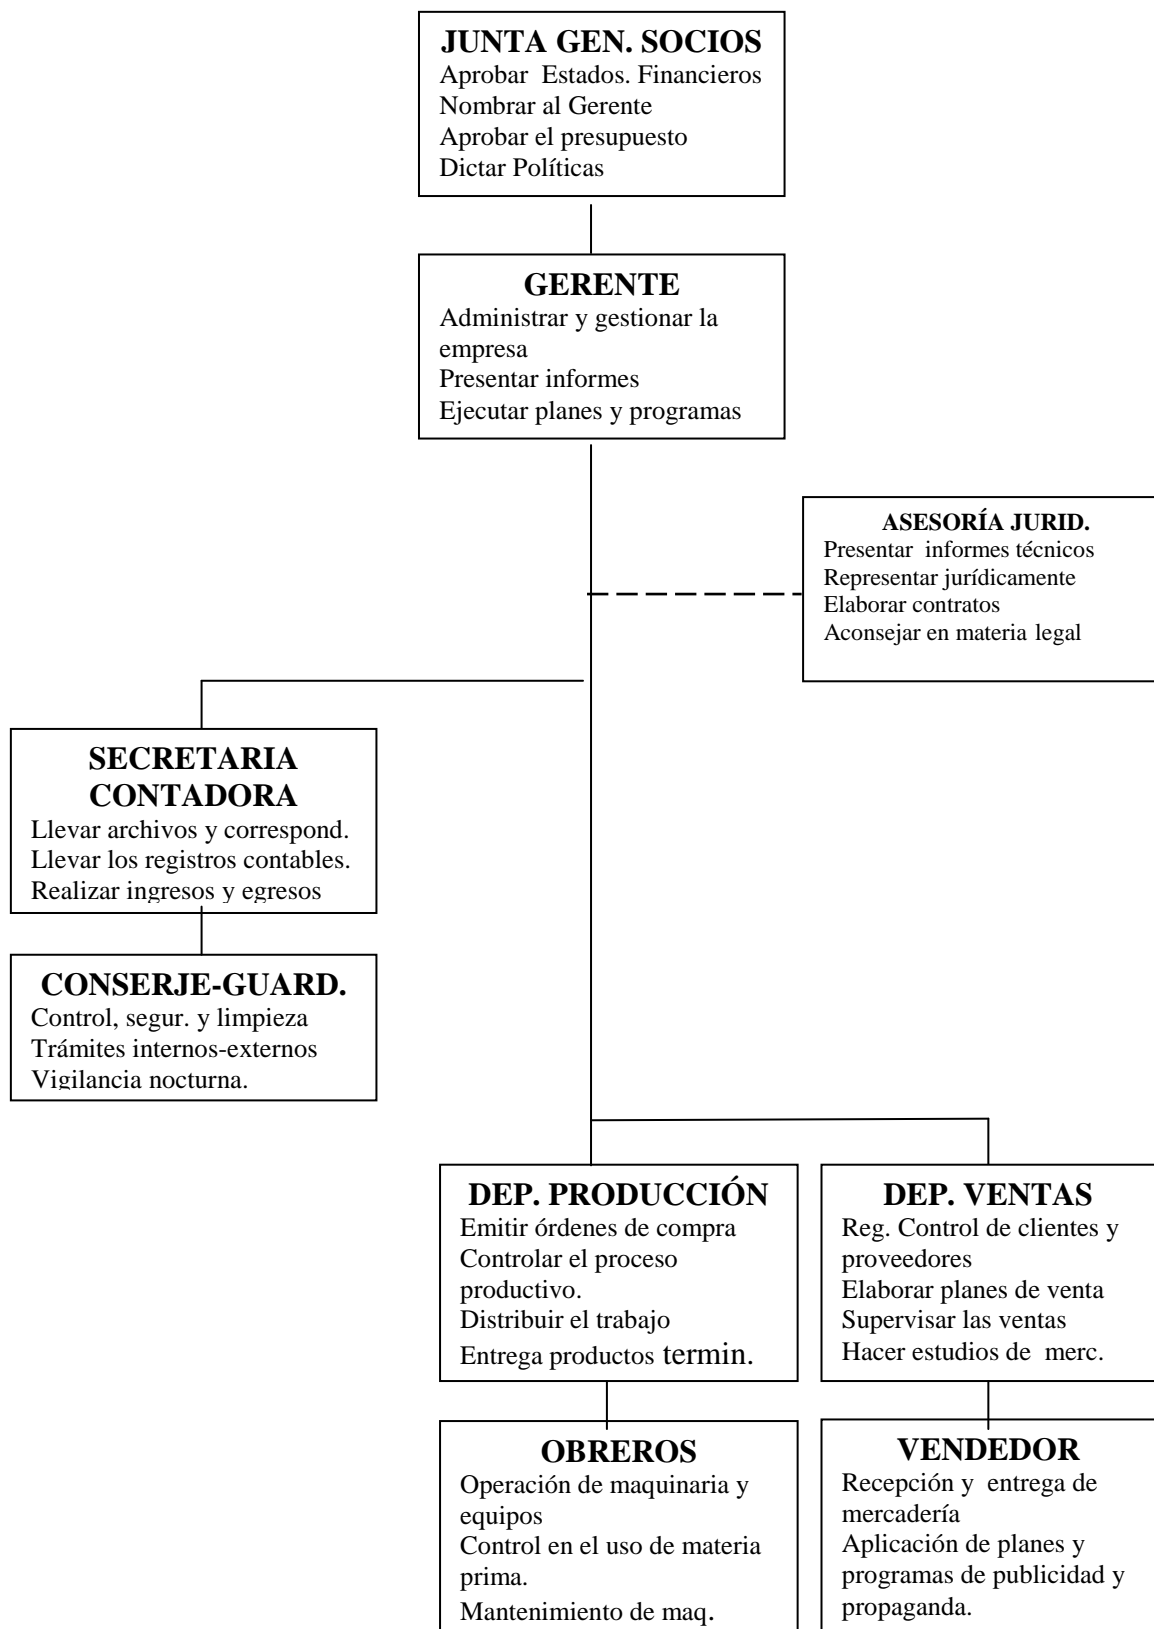 JUNTA GEN. SOCIOS
Aprobar Estados. Financieros
Nombrar al Gerente
Aprobar el presupuesto
Dictar Políticas
GERENTE
Administrar y gestionar la
empresa
Presentar informes
Ejecutar planes y programas
ASESORÍA JURID.
Presentar informes técnicos
Representar jurídicamente
Elaborar contratos
Aconsejar en materia legal
SECRETARIA
CONTADORA
Llevar archivos y correspond.
Llevar los registros contables.
Realizar ingresos y egresos
CONSERJE-GUARD.
Control, segur. y limpieza
Trámites internos-externos
Vigilancia nocturna.
DEP. PRODUCCIÓN
Emitir órdenes de compra
Controlar el proceso
productivo.
Distribuir el trabajo
Entrega productos termin.
DEP. VENTAS
Reg. Control de clientes y
proveedores
Elaborar planes de venta
Supervisar las ventas
Hacer estudios de merc.
OBREROS
Operación de maquinaria y
equipos
Control en el uso de materia
prima.
Mantenimiento de maq.
VENDEDOR
Recepción y entrega de
mercadería
Aplicación de planes y
programas de publicidad y
propaganda.